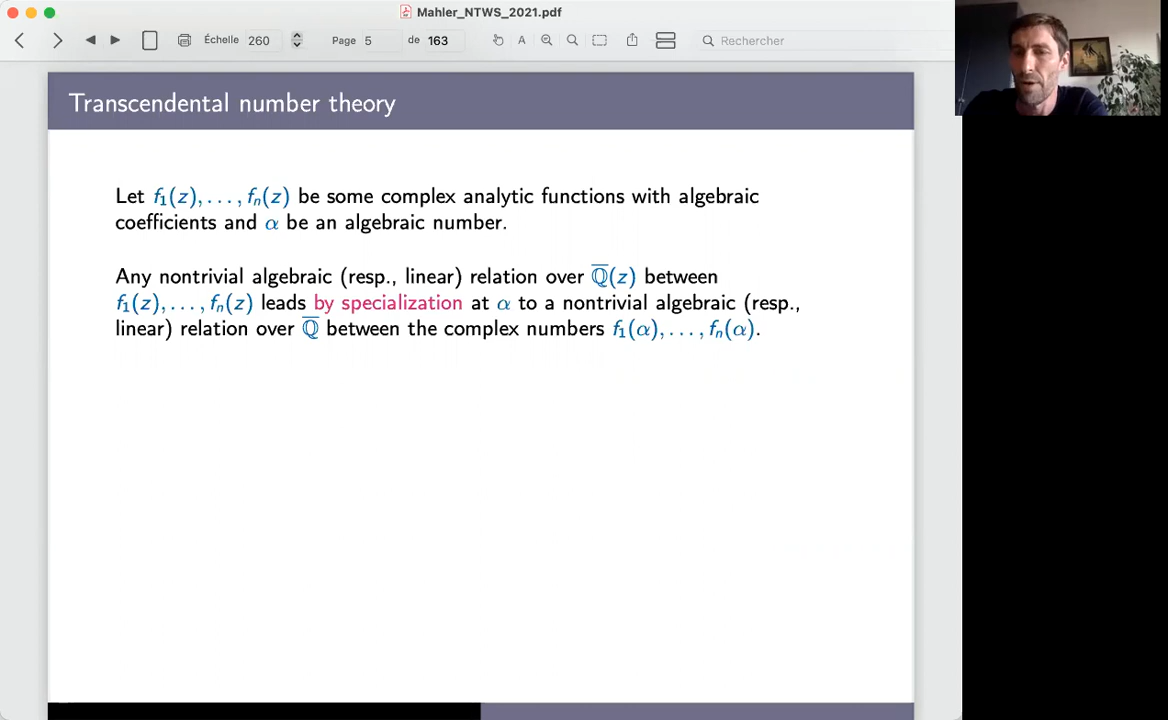 Mahler_NTWS_2021.pdf
Échelle 260
Page 5 de 163
A
Rechercher
Transcendental number theory
Let f₁(z), . . . , fₙ(z) be some complex analytic functions with algebraic
coefficients and α be an algebraic number.
Any nontrivial algebraic (resp., linear) relation over ℚ̅(z) between
f₁(z), . . . , fₙ(z) leads by specialization at α to a nontrivial algebraic (resp.,
linear) relation over ℚ̅ between the complex numbers f₁(α), . . . , fₙ(α).